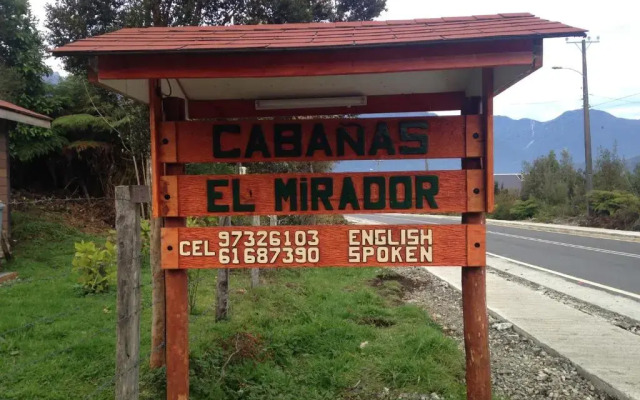 CABAÑAS
EL MIRADOR
CEL 97326103 ENGLISH
61687390 SPOKEN